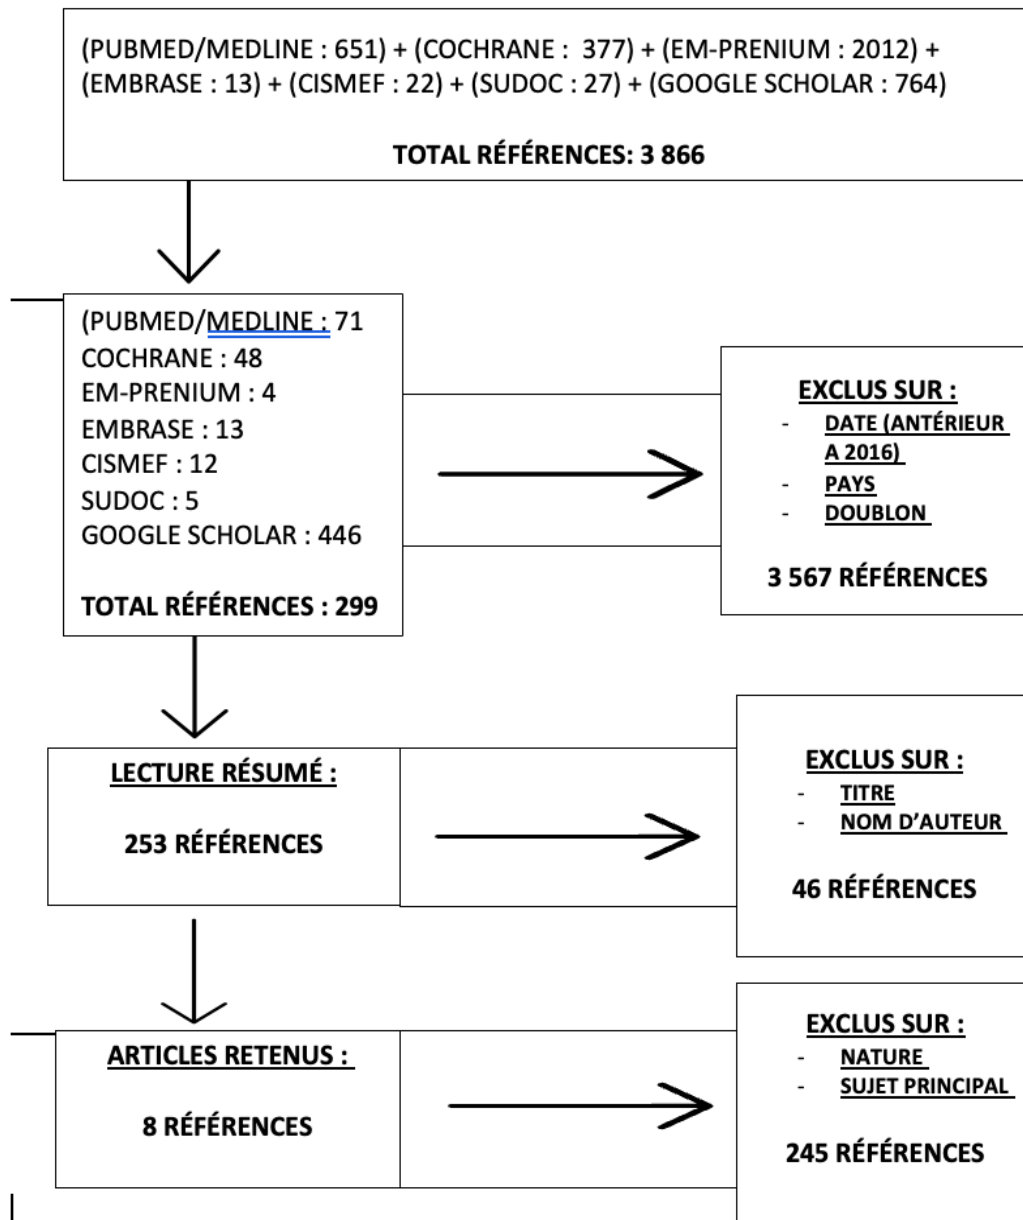 (PUBMED/MEDLINE : 651) + (COCHRANE :  377) + (EM-PRENIUM : 2012) +
(EMBRASE : 13) + (CISMEF : 22) + (SUDOC : 27) + (GOOGLE SCHOLAR : 764)
TOTAL RÉFÉRENCES: 3 866
(PUBMED/MEDLINE : 71
COCHRANE : 48
EM-PRENIUM : 4
EMBRASE : 13
CISMEF : 12
SUDOC : 5
GOOGLE SCHOLAR : 446
TOTAL RÉFÉRENCES : 299
EXCLUS SUR :
- DATE (ANTÉRIEUR
A 2016)
- PAYS
- DOUBLON
3 567 RÉFÉRENCES
LECTURE RÉSUMÉ :
253 RÉFÉRENCES
EXCLUS SUR :
- TITRE
- NOM D’AUTEUR
46 RÉFÉRENCES
ARTICLES RETENUS :
8 RÉFÉRENCES
EXCLUS SUR :
- NATURE
- SUJET PRINCIPAL
245 RÉFÉRENCES